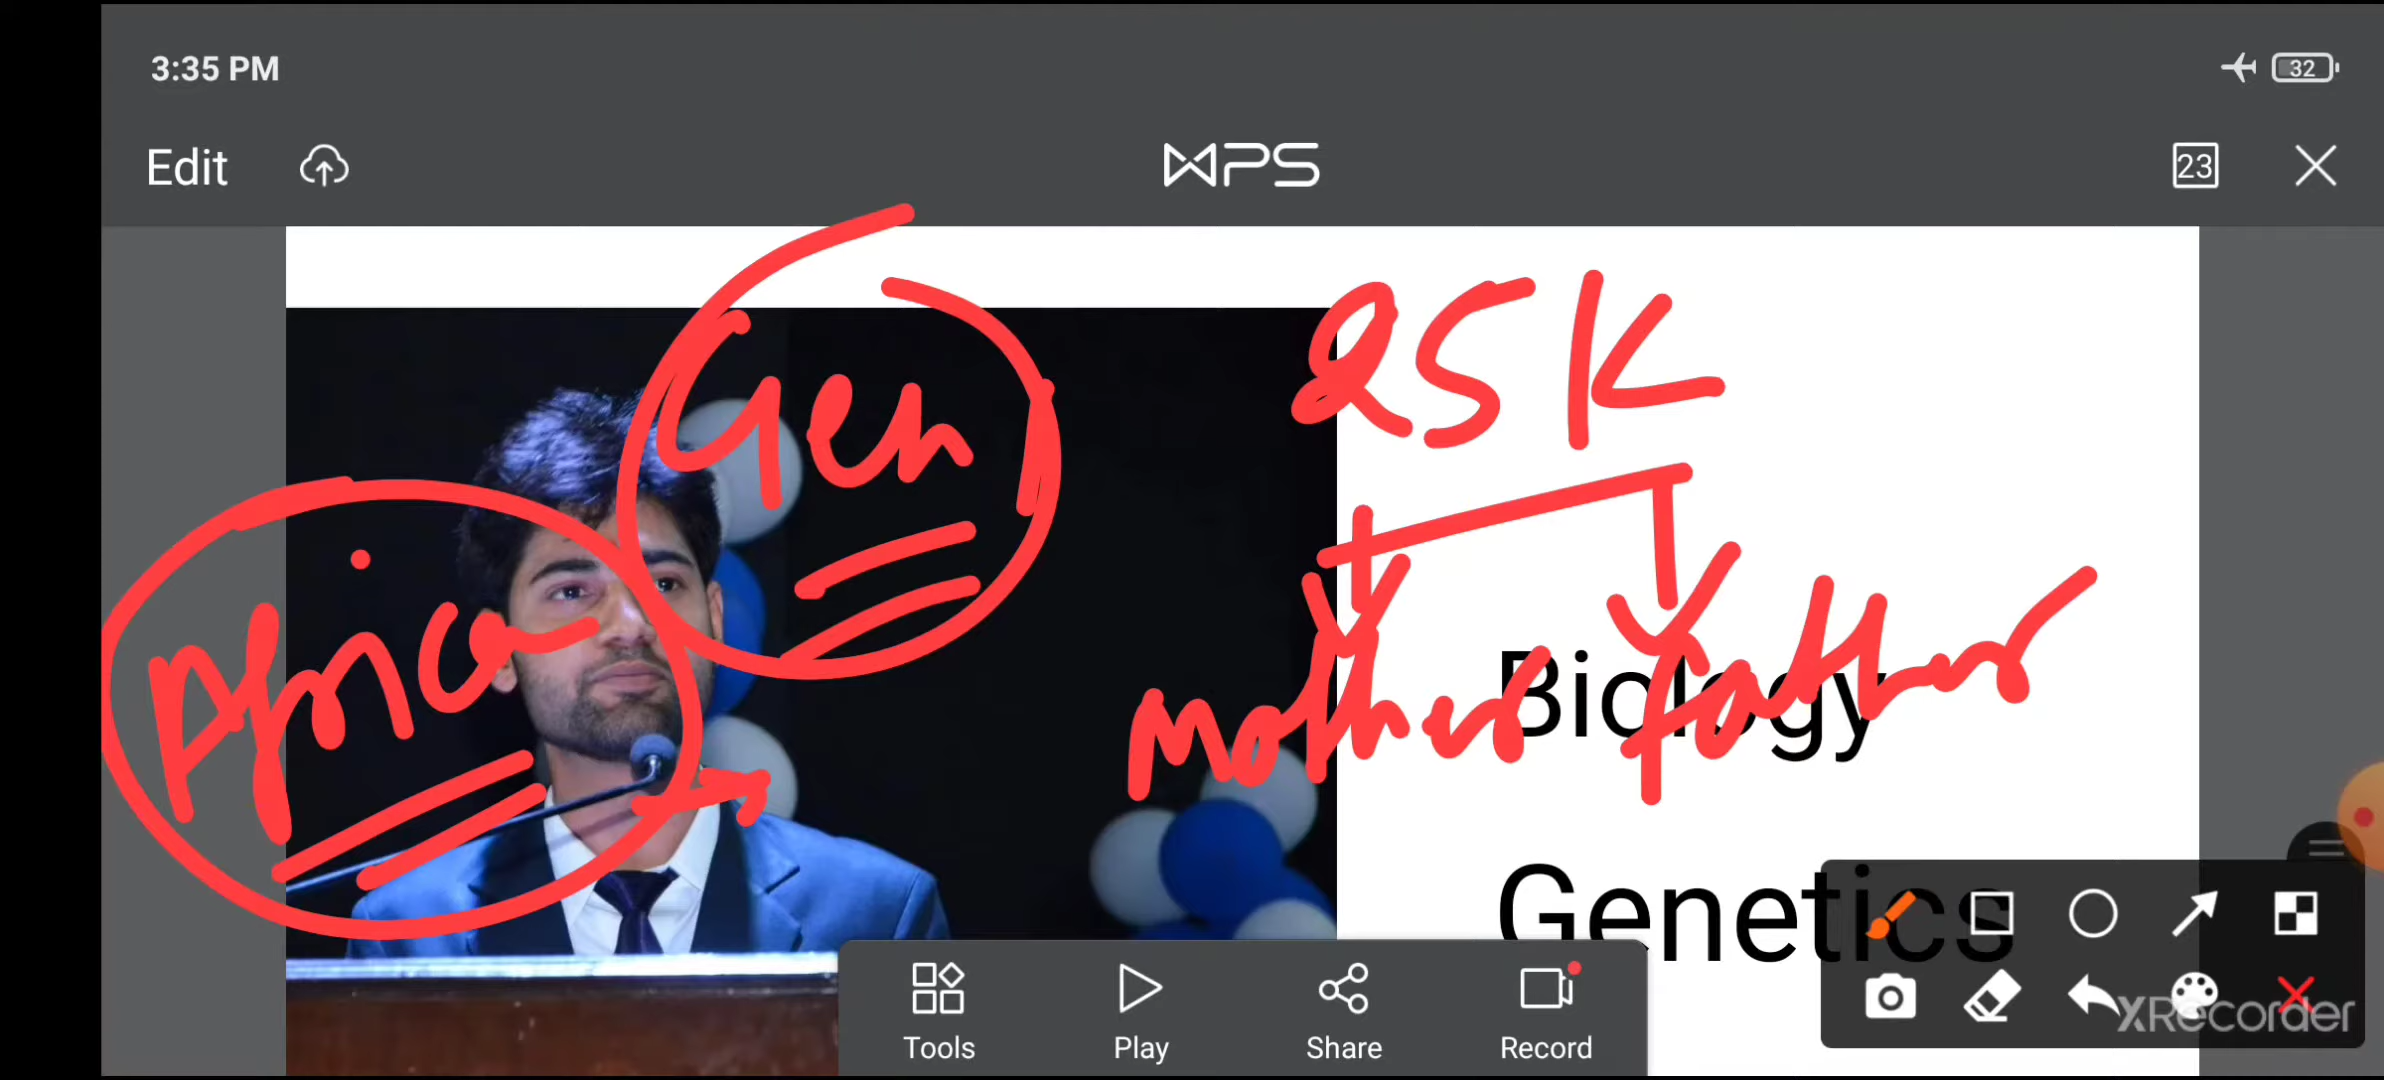 3:35 PM
32
Edit
WPS
23
Gen
25K
Africa
Mother father
Biology
Genetics
Tools
Play
Share
Record
XRecorder